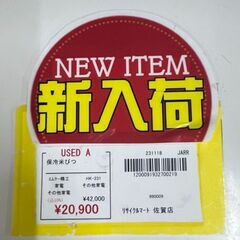 NEW ITEM
新入荷
USED A
保冷米びつ
エムケー精工 HK-231
家電 その他家電
その他家電
¥42,000
¥20,900
231118 JARR
1200091932700219
990009
リサイクルマート 佐賀店